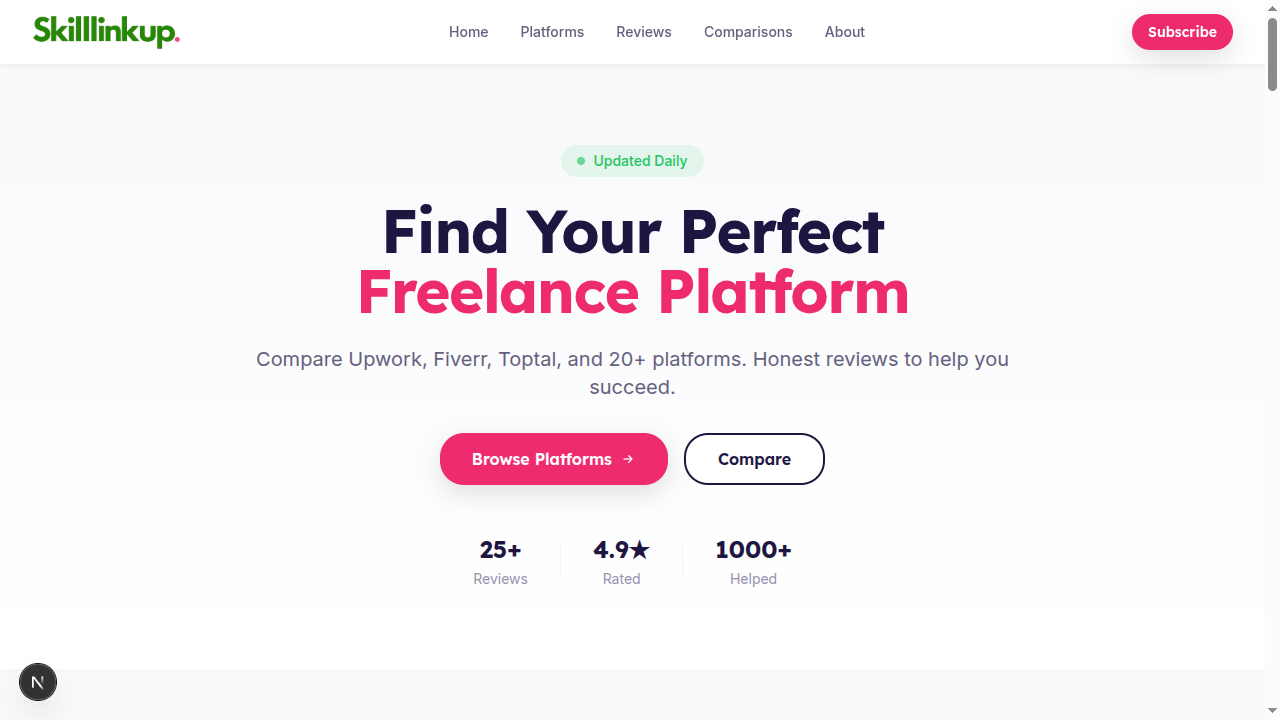 Skilllinkup.
Home Platforms Reviews Comparisons About
Subscribe
Updated Daily
Find Your Perfect
Freelance Platform
Compare Upwork, Fiverr, Toptal, and 20+ platforms. Honest reviews to help you
succeed.
Browse Platforms →
Compare
25+ 4.9★ 1000+
Reviews Rated Helped
N